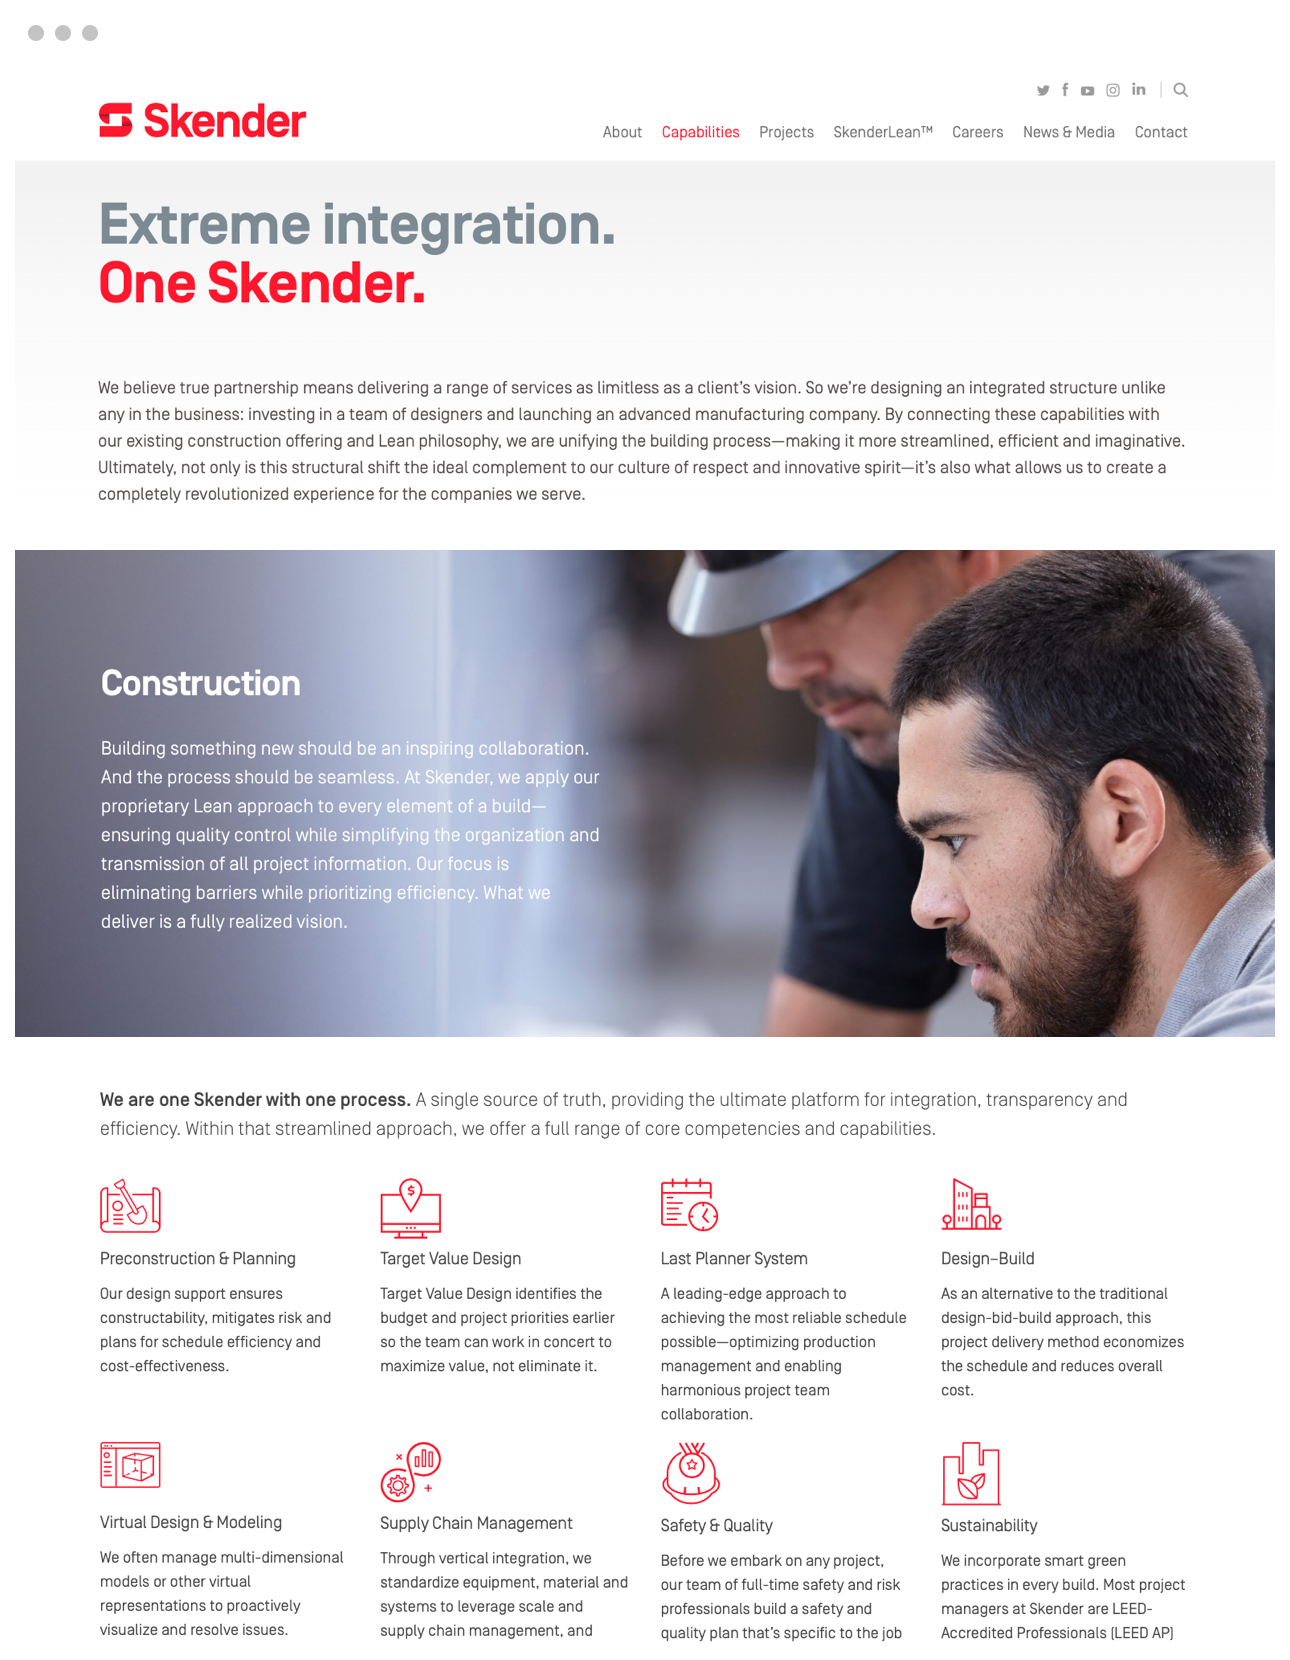 Skender
About Capabilities Projects SkenderLean™ Careers News & Media Contact
Extreme integration.
One Skender.
We believe true partnership means delivering a range of services as limitless as a client's vision. So we're designing an integrated structure unlike
any in the business: investing in a team of designers and launching an advanced manufacturing company. By connecting these capabilities with
our existing construction offering and Lean philosophy, we are unifying the building process—making it more streamlined, efficient and imaginative.
Ultimately, not only is this structural shift the ideal complement to our culture of respect and innovative spirit—it's also what allows us to create a
completely revolutionized experience for the companies we serve.
Construction
Building something new should be an inspiring collaboration.
And the process should be seamless. At Skender, we apply our
proprietary Lean approach to every element of a build—
ensuring quality control while simplifying the organization and
transmission of all project information. Our focus is
eliminating barriers while prioritizing efficiency. What we
deliver is a fully realized vision.
We are one Skender with one process. A single source of truth, providing the ultimate platform for integration, transparency and
efficiency. Within that streamlined approach, we offer a full range of core competencies and capabilities.
Preconstruction & Planning
Our design support ensures
constructability, mitigates risk and
plans for schedule efficiency and
cost-effectiveness.
Target Value Design
Target Value Design identifies the
budget and project priorities earlier
so the team can work in concert to
maximize value, not eliminate it.
Last Planner System
A leading-edge approach to
achieving the most reliable schedule
possible—optimizing production
management and enabling
harmonious project team
collaboration.
Design–Build
As an alternative to the traditional
design-bid-build approach, this
project delivery method economizes
the schedule and reduces overall
cost.
Virtual Design & Modeling
We often manage multi-dimensional
models or other virtual
representations to proactively
visualize and resolve issues.
Supply Chain Management
Through vertical integration, we
standardize equipment, material and
systems to leverage scale and
supply chain management, and
Safety & Quality
Before we embark on any project,
our team of full-time safety and risk
professionals build a safety and
quality plan that's specific to the job
Sustainability
We incorporate smart green
practices in every build. Most project
managers at Skender are LEED-
Accredited Professionals (LEED AP)